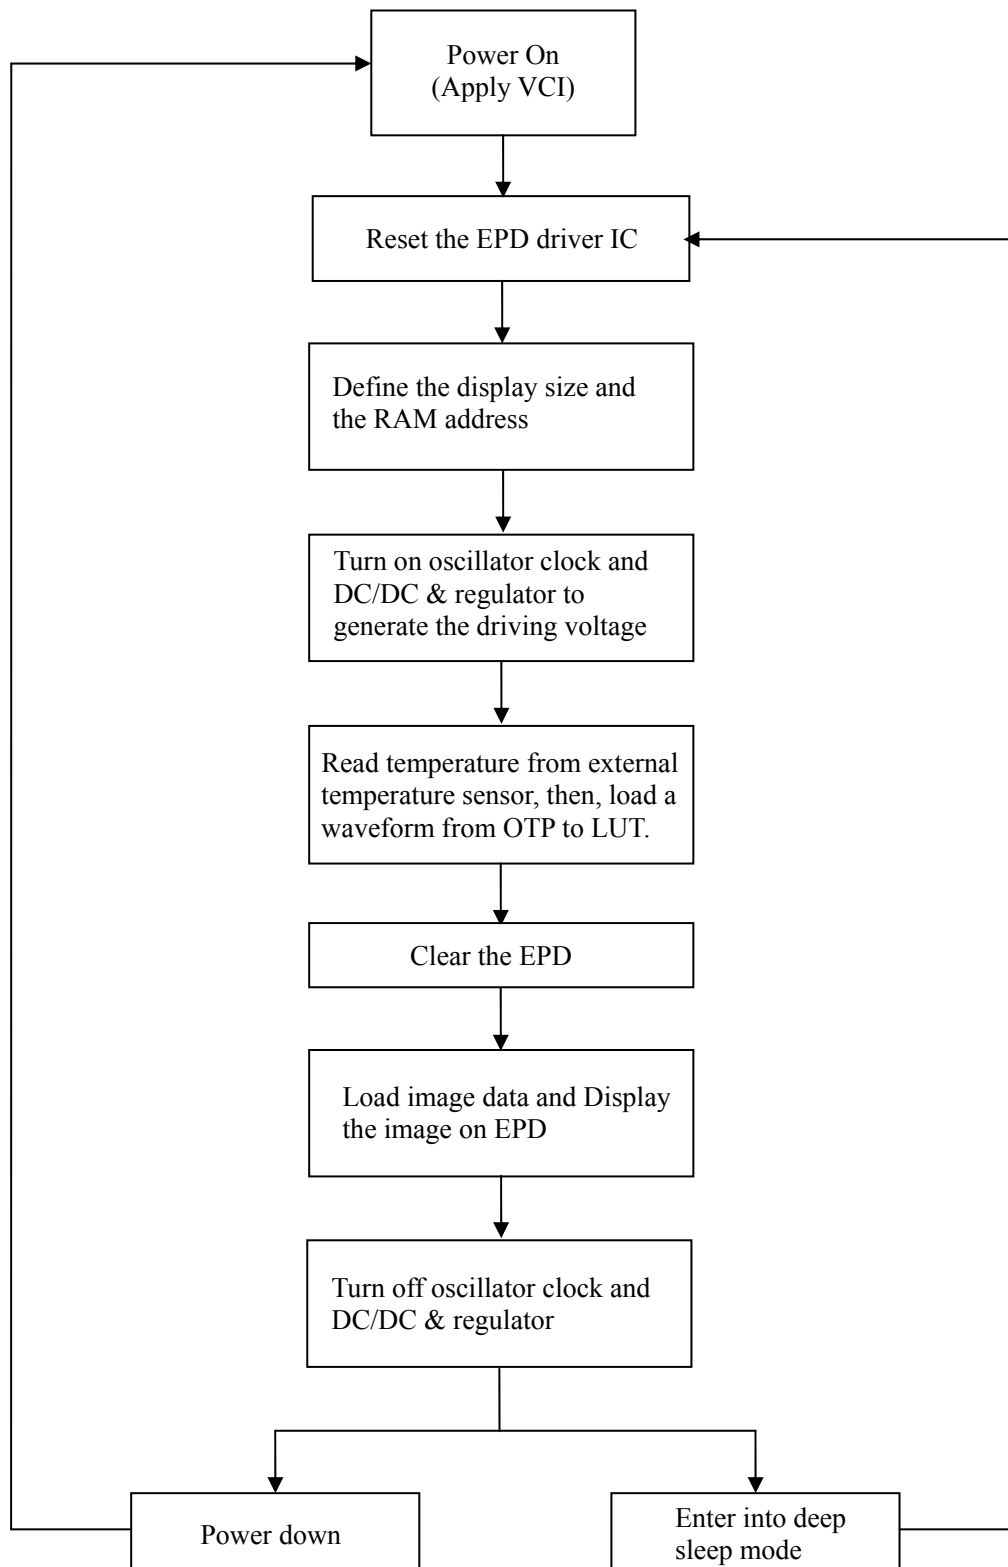 Power On
(Apply VCI)
Reset the EPD driver IC
Define the display size and
the RAM address
Turn on oscillator clock and
DC/DC & regulator to
generate the driving voltage
Read temperature from external
temperature sensor, then, load a
waveform from OTP to LUT.
Clear the EPD
Load image data and Display
the image on EPD
Turn off oscillator clock and
DC/DC & regulator
Power down
Enter into deep
sleep mode